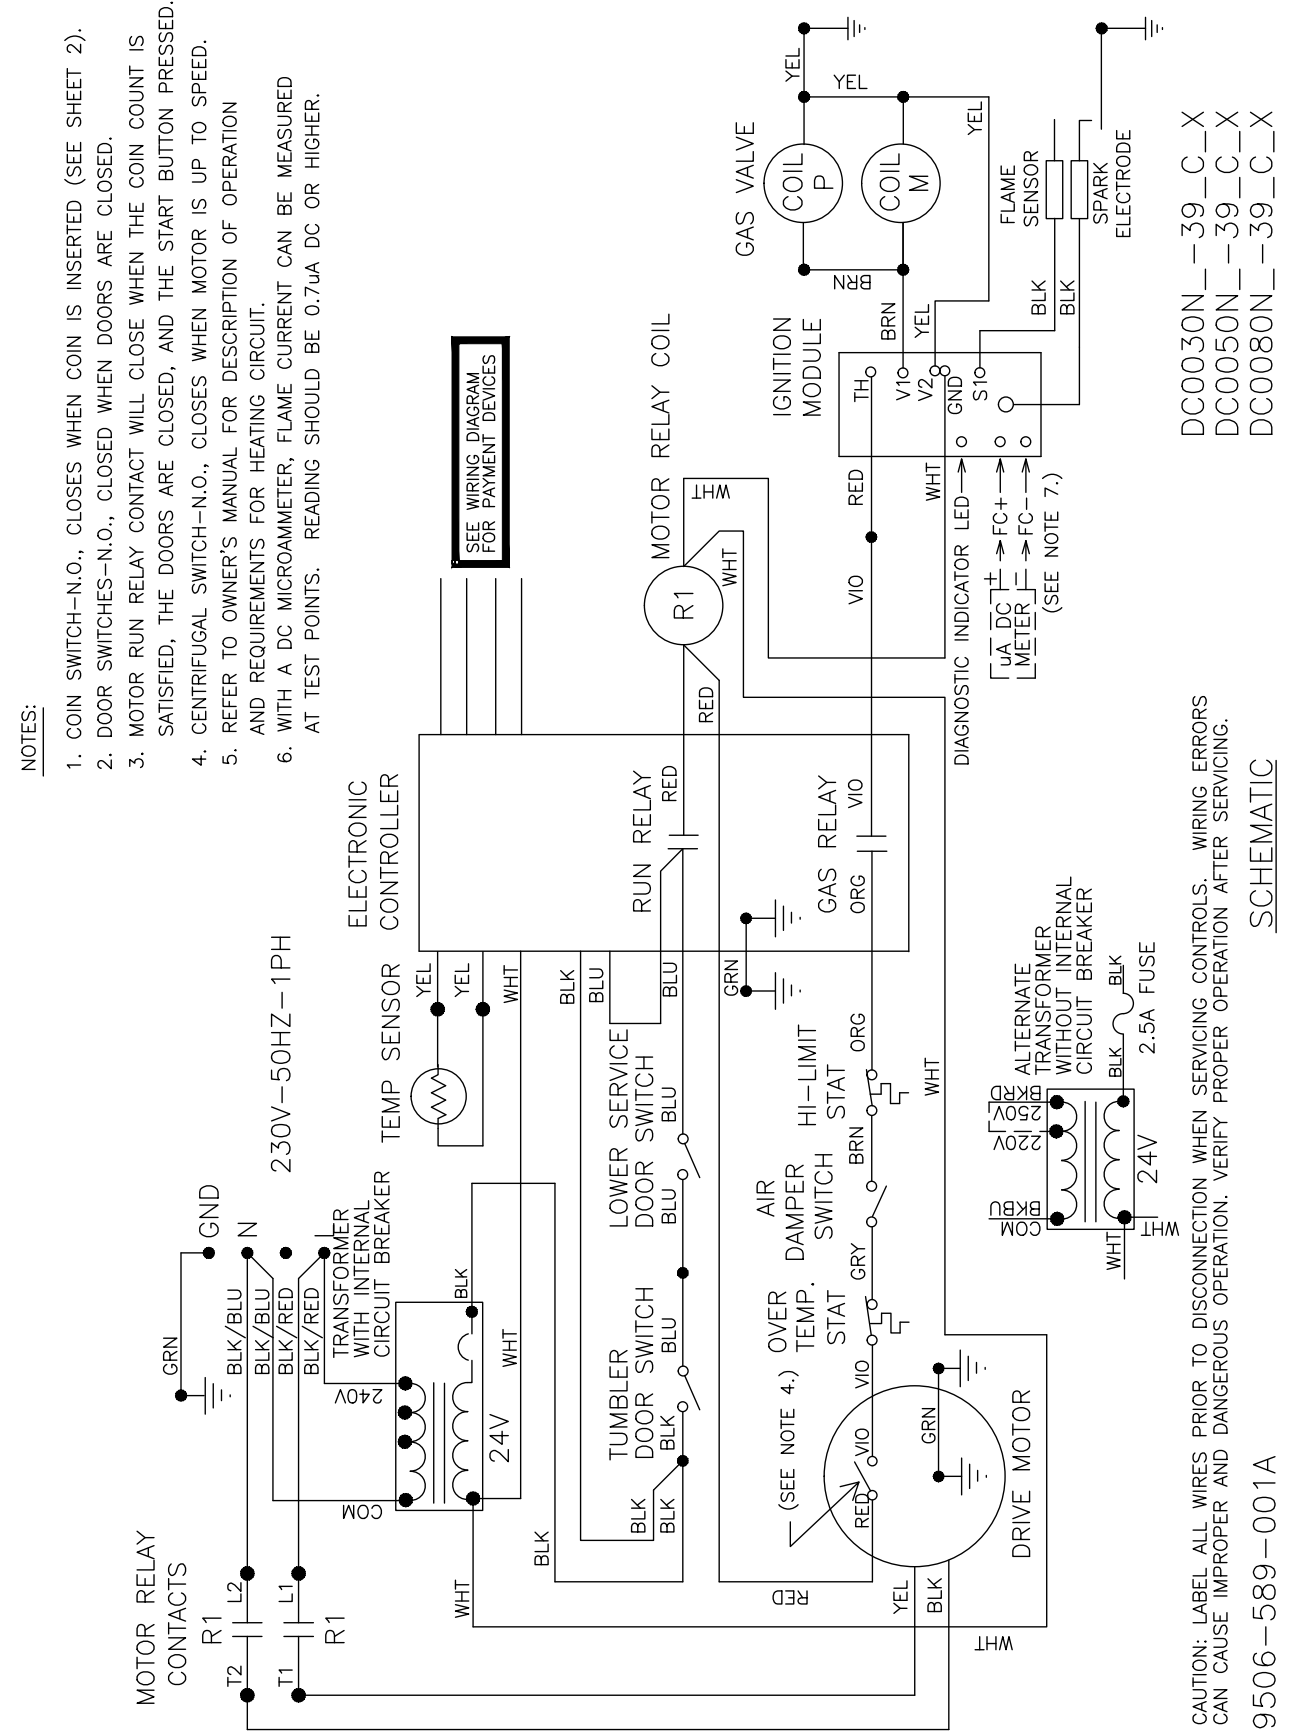 NOTES:
1. COIN SWITCH-N.O., CLOSES WHEN COIN IS INSERTED (SEE SHEET 2).
2. DOOR SWITCHES-N.O., CLOSED WHEN DOORS ARE CLOSED.
3. MOTOR RUN RELAY CONTACT WILL CLOSE WHEN THE COIN COUNT IS
SATISFIED, THE DOORS ARE CLOSED, AND THE START BUTTON PRESSED.
4. CENTRIFUGAL SWITCH-N.O., CLOSES WHEN MOTOR IS UP TO SPEED.
5. REFER TO OWNER'S MANUAL FOR DESCRIPTION OF OPERATION
AND REQUIREMENTS FOR HEATING CIRCUIT.
6. WITH A DC MICROAMMETER, FLAME CURRENT CAN BE MEASURED
AT TEST POINTS. READING SHOULD BE 0.7uA DC OR HIGHER.
SEE WIRING DIAGRAM
FOR PAYMENT DEVICES
230V-50HZ-1PH
MOTOR RELAY
CONTACTS
R1
T2
L2
T1
L1
R1
GRN
GND
N
L
BLK/BLU
BLK/BLU
BLK/RED
BLK/RED
TRANSFORMER
WITH INTERNAL
CIRCUIT BREAKER
COM
240V
24V
BLK
WHT
WHT
BLK
ELECTRONIC
CONTROLLER
TEMP SENSOR
YEL
YEL
WHT
BLK
BLU
BLU
GRN
TUMBLER
DOOR SWITCH
BLK
BLK
BLK
BLU
LOWER SERVICE
DOOR SWITCH
BLU
BLU
RUN RELAY
RED
RED
MOTOR RELAY COIL
R1
WHT
WHT
GAS RELAY
ORG
VIO
VIO
RED
(SEE NOTE 4.)
RED
RED
VIO
VIO
GRN
DRIVE MOTOR
YEL
BLK
WHT
OVER
TEMP.
STAT
GRY
AIR
DAMPER
SWITCH
BRN
HI-LIMIT
STAT
ORG
WHT
IGNITION
MODULE
TH
V1
V2
GND
S1
WHT
DIAGNOSTIC INDICATOR LED
uA DC
METER
+
-
FC+
FC-
(SEE NOTE 7.)
GAS VALVE
COIL
P
COIL
M
BRN
BRN
YEL
YEL
YEL
YEL
FLAME
SENSOR
SPARK
ELECTRODE
BLK
BLK
ALTERNATE
TRANSFORMER
WITHOUT INTERNAL
CIRCUIT BREAKER
COM
BKBU
220V
250V
BKRD
24V
WHT
WHT
BLK
BLK
2.5A FUSE
DC0030N_-39_C_X
DC0050N_-39_C_X
DC0080N_-39_C_X
CAUTION: LABEL ALL WIRES PRIOR TO DISCONNECTION WHEN SERVICING CONTROLS. WIRING ERRORS
CAN CAUSE IMPROPER AND DANGEROUS OPERATION. VERIFY PROPER OPERATION AFTER SERVICING.
9506-589-001A
SCHEMATIC